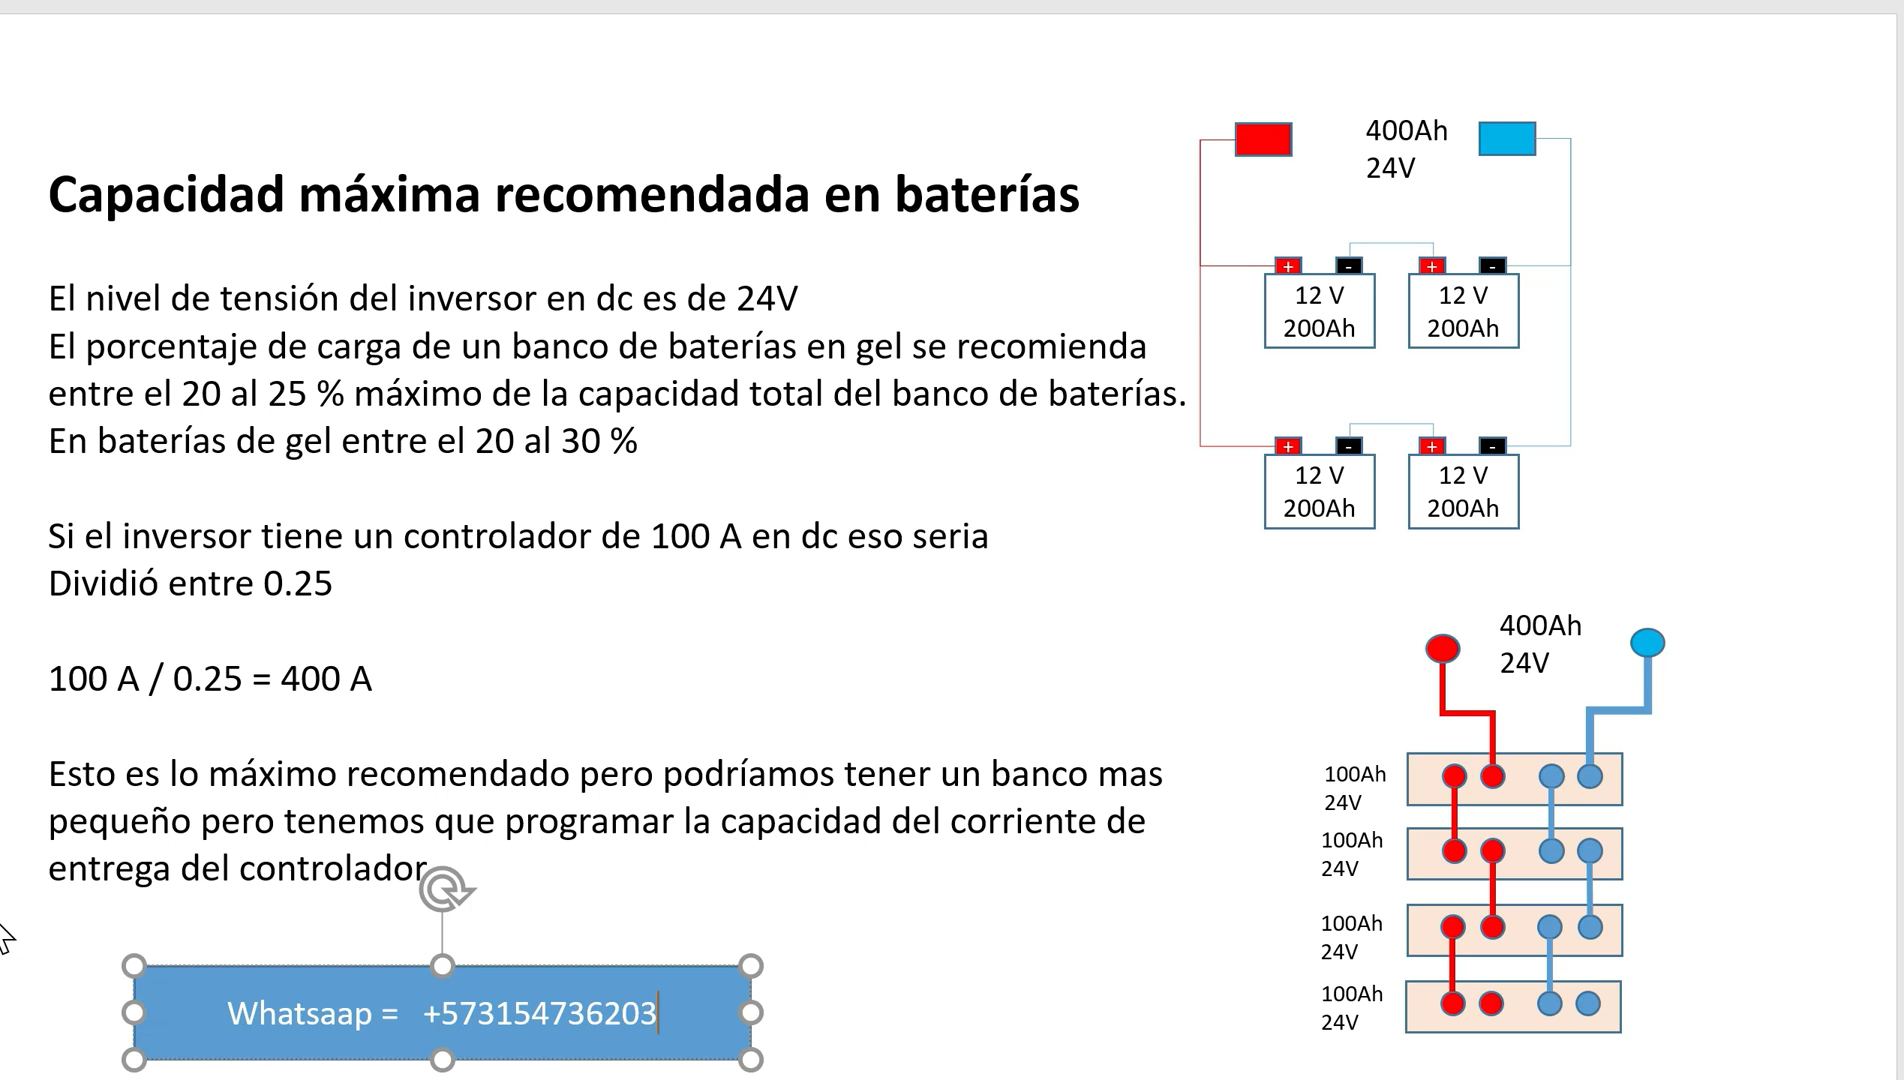 Capacidad máxima recomendada en baterías
El nivel de tensión del inversor en dc es de 24V
El porcentaje de carga de un banco de baterías en gel se recomienda
entre el 20 al 25 % máximo de la capacidad total del banco de baterías.
En baterías de gel entre el 20 al 30 %
Si el inversor tiene un controlador de 100 A en dc eso seria
Dividió entre 0.25
100 A / 0.25 = 400 A
Esto es lo máximo recomendado pero podríamos tener un banco mas
pequeño pero tenemos que programar la capacidad del corriente de
entrega del controlador
Whatsaap = +573154736203
400Ah
24V
+ - + -
12 V 12 V
200Ah 200Ah
+ - + -
12 V 12 V
200Ah 200Ah
400Ah
24V
100Ah
24V
100Ah
24V
100Ah
24V
100Ah
24V